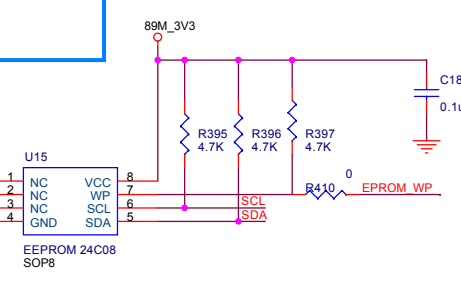 89M_3V3
C18
0.1u
R395
4.7K
R396
4.7K
R397
4.7K
U15
1 NC VCC 8
2 NC WP 7
3 NC SCL 6
4 GND SDA 5
0
R410
EPROM_WP
SCL
SDA
EEPROM 24C08
SOP8